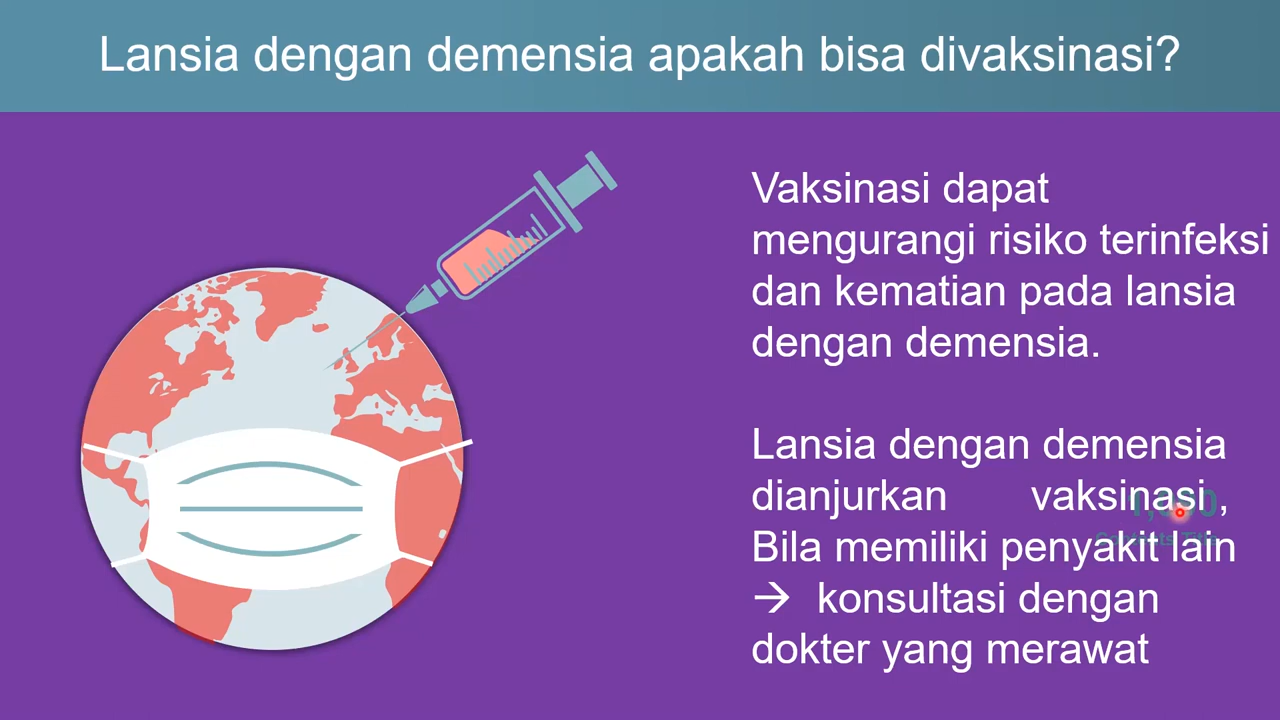 Lansia dengan demensia apakah bisa divaksinasi?
Vaksinasi dapat
mengurangi risiko terinfeksi
dan kematian pada lansia
dengan demensia.
Lansia dengan demensia
dianjurkan vaksinasi,
Bila memiliki penyakit lain
→ konsultasi dengan
dokter yang merawat